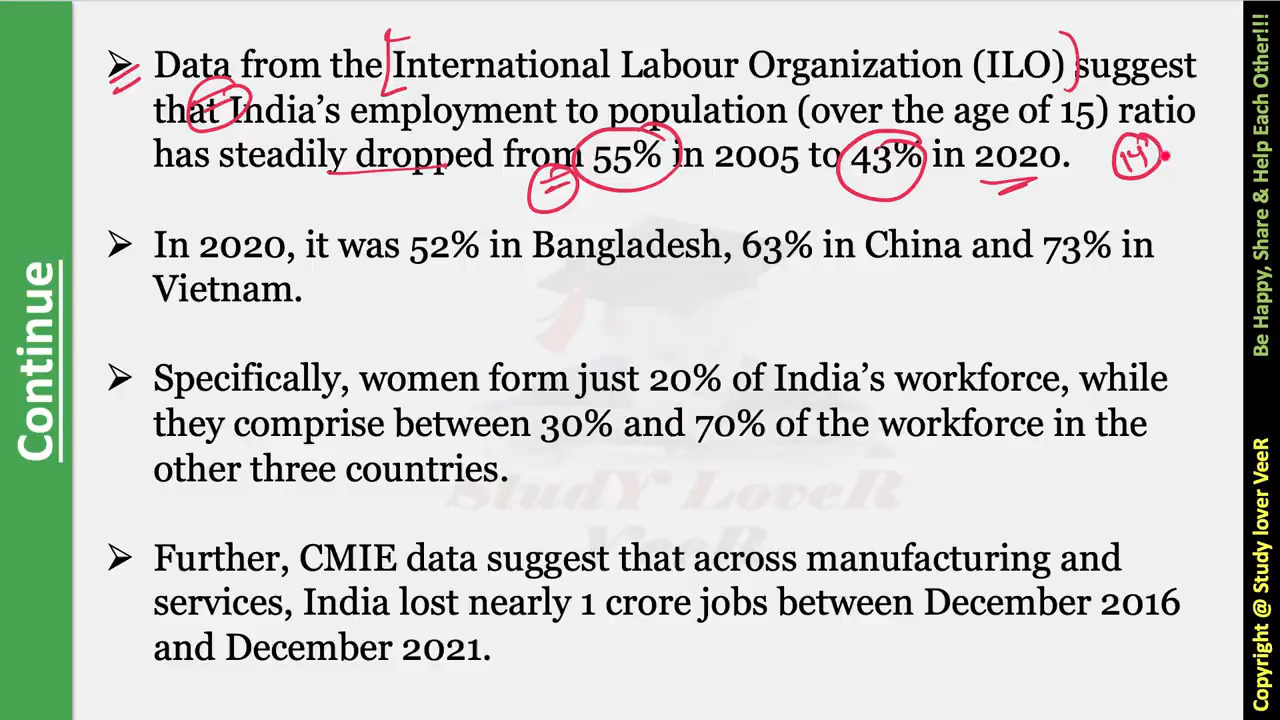 Continue
➢ Data from the International Labour Organization (ILO) suggest
that India's employment to population (over the age of 15) ratio
has steadily dropped from 55% in 2005 to 43% in 2020.
14
➢ In 2020, it was 52% in Bangladesh, 63% in China and 73% in
Vietnam.
➢ Specifically, women form just 20% of India's workforce, while
they comprise between 30% and 70% of the workforce in the
other three countries.
StudY LoveR
VeeR
➢ Further, CMIE data suggest that across manufacturing and
services, India lost nearly 1 crore jobs between December 2016
and December 2021.
Be Happy, Share & Help Each Other!!!
Copyright @ Study lover VeeR